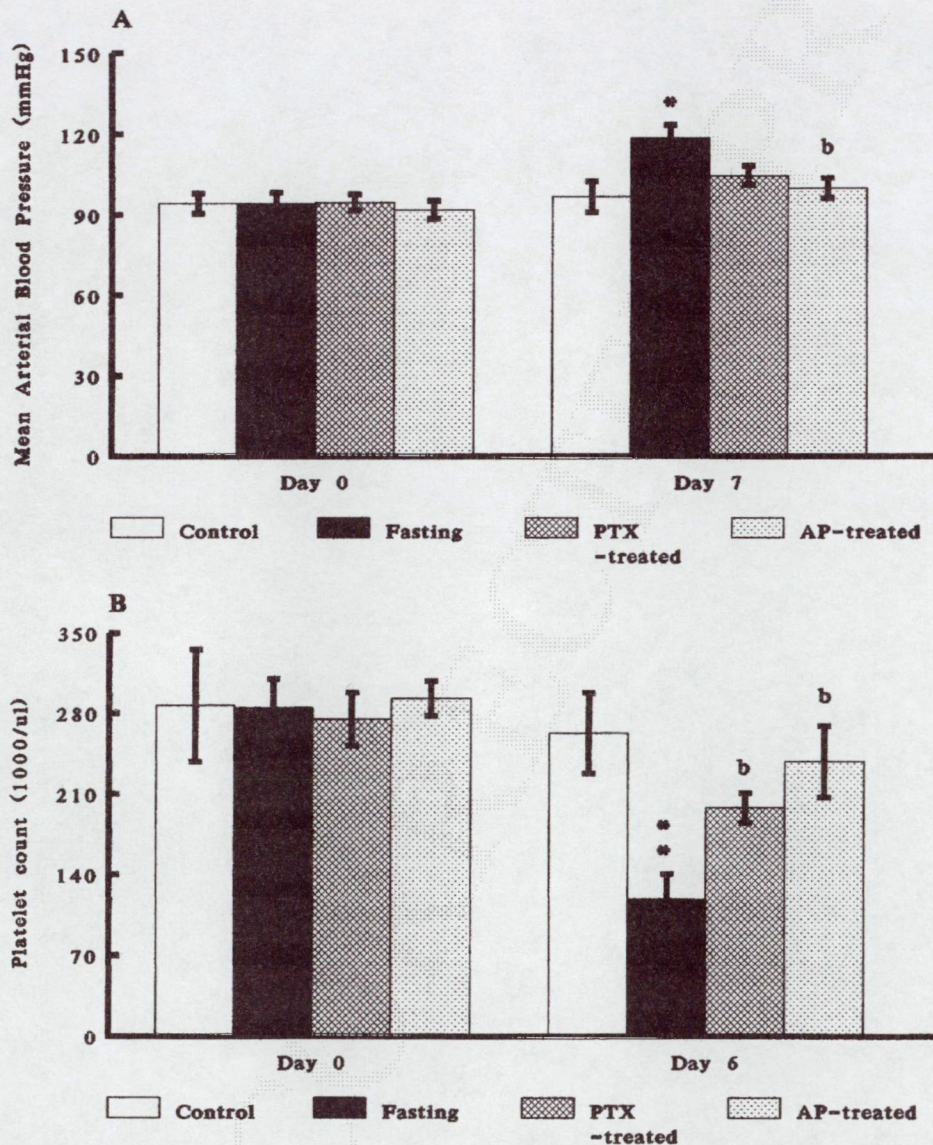 A
Mean Arterial Blood Pressure (mmHg)
150
120
90
60
30
0
*
b
Day 0
Day 7
Control
Fasting
PTX
-treated
AP-treated
B
Platelet count (1000/ul)
350
280
210
140
70
0
*
*
b
b
Day 0
Day 6
Control
Fasting
PTX
-treated
AP-treated